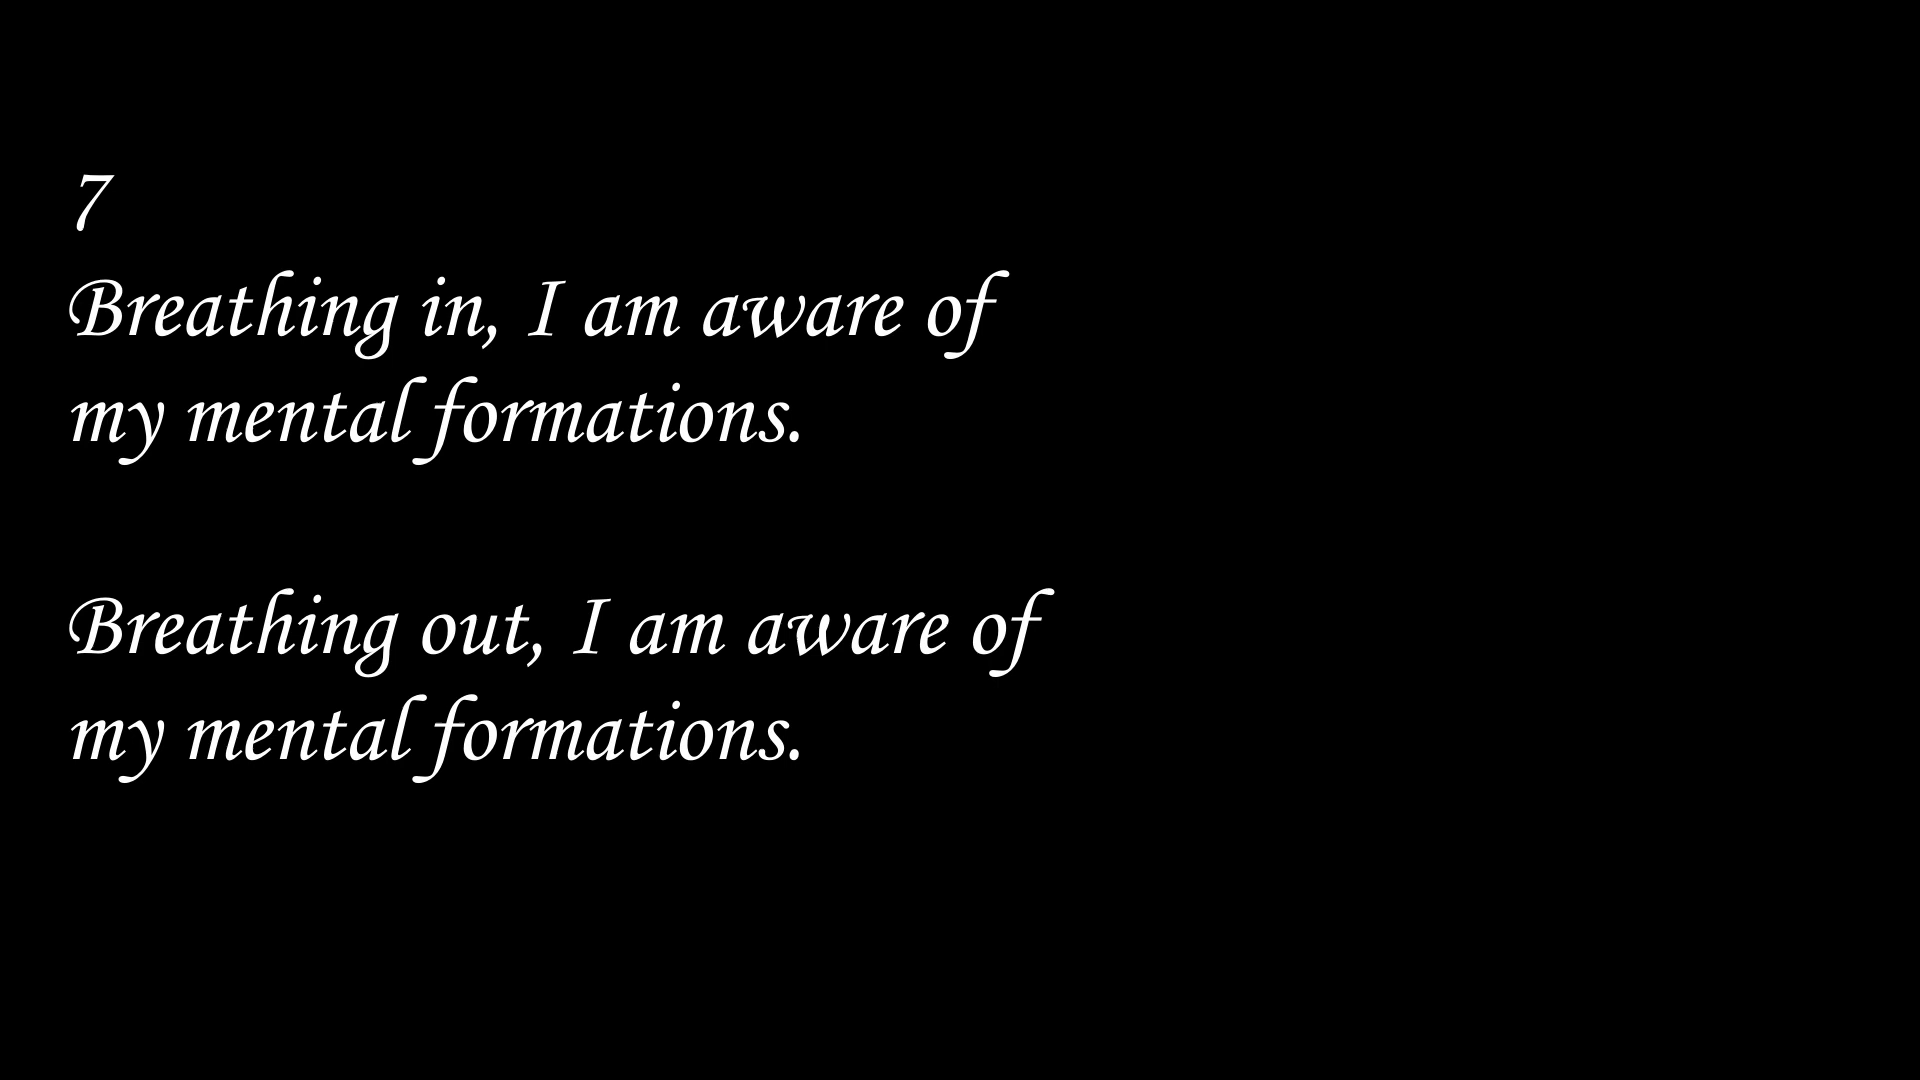 7
Breathing in, I am aware of
my mental formations.
Breathing out, I am aware of
my mental formations.